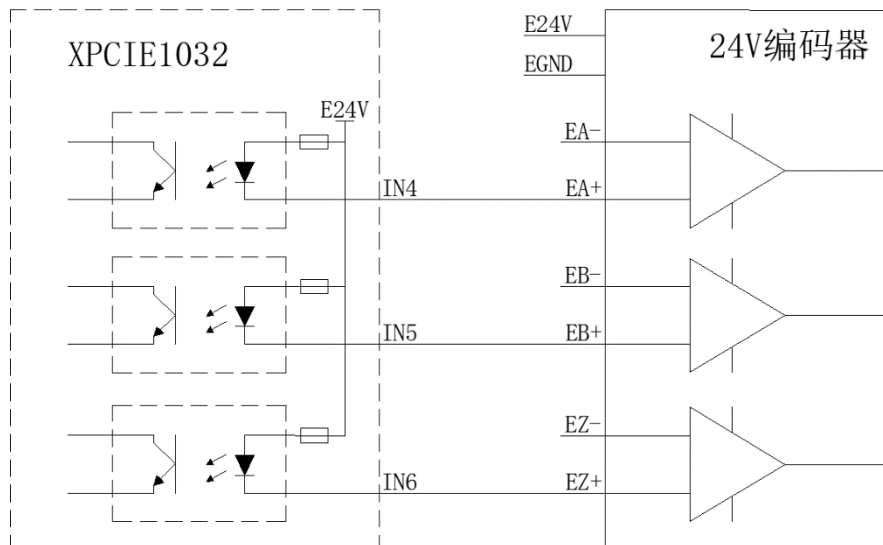 XPCIE1032
E24V
24V编码器
EGND
E24V
EA-
IN4
EA+
EB-
IN5
EB+
EZ-
IN6
EZ+